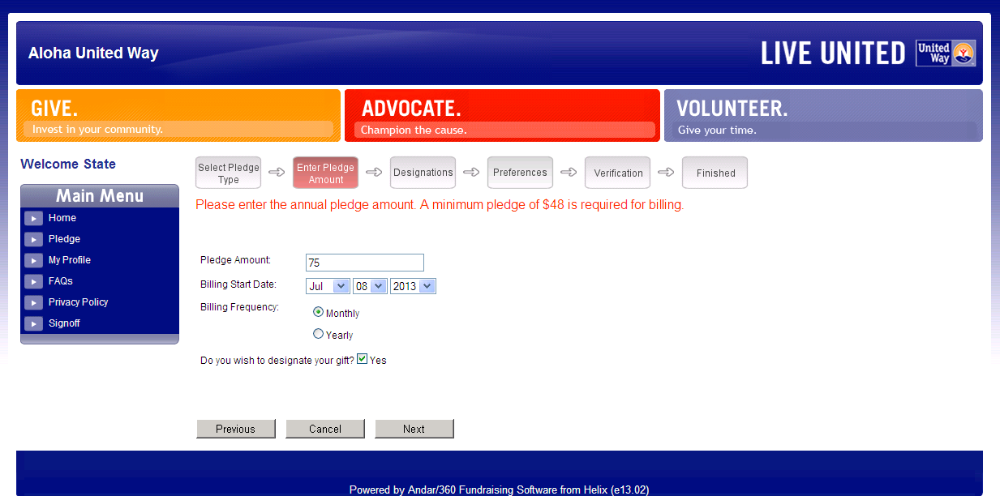 Aloha United Way
LIVE UNITED
United
Way
GIVE.
Invest in your community.
ADVOCATE.
Champion the cause.
VOLUNTEER.
Give your time.
Welcome State
Main Menu
Home
Pledge
My Profile
FAQs
Privacy Policy
Signoff
Select Pledge
Type
Enter Pledge
Amount
Designations
Preferences
Verification
Finished
Please enter the annual pledge amount. A minimum pledge of $48 is required for billing.
Pledge Amount: 75
Billing Start Date: Jul 08 2013
Billing Frequency: Monthly
Yearly
Do you wish to designate your gift? Yes
Previous Cancel Next
Powered by Andar/360 Fundraising Software from Helix (e13.02)